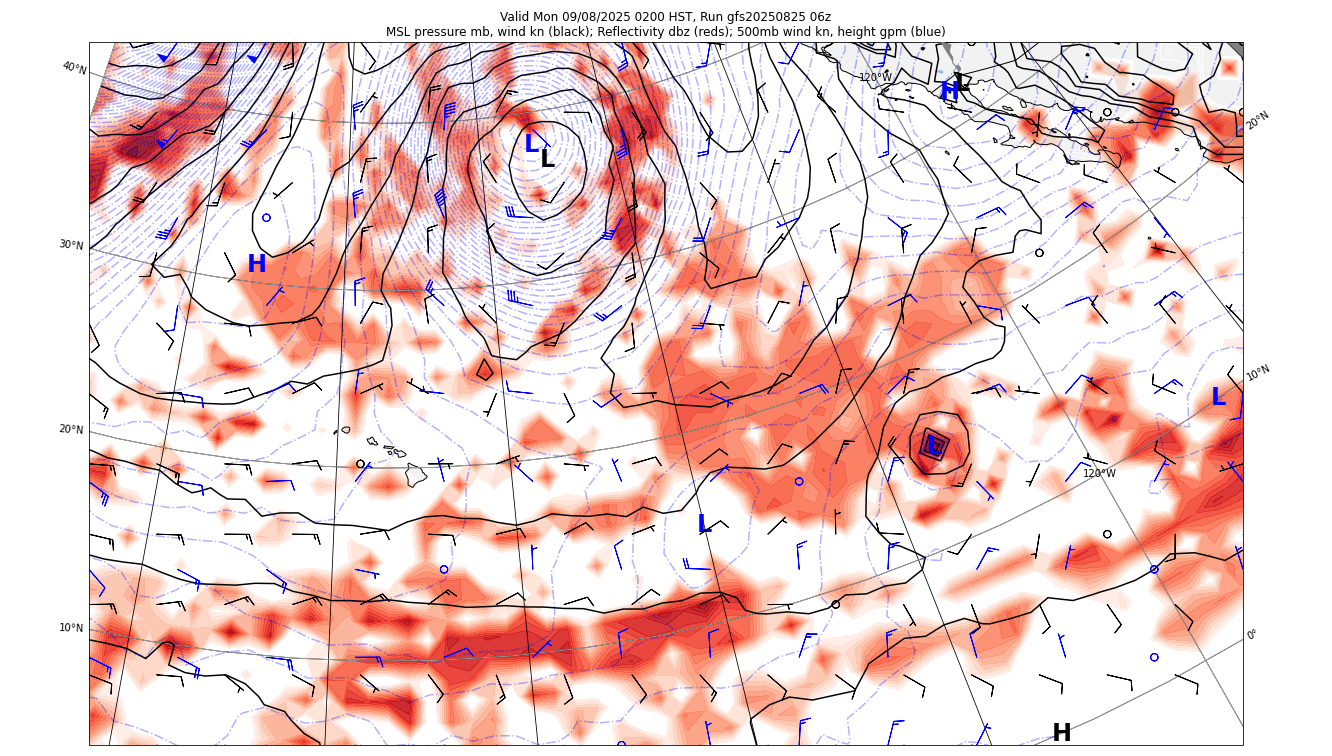 Valid Mon 09/08/2025 0200 HST, Run gfs20250825 06z
MSL pressure mb, wind kn (black); Reflectivity dbz (reds); 500mb wind kn, height gpm (blue)
40°N
120°W
H
L
20°N
L
L
30°N
H
10°N
L
20°N
L
120°W
L
10°N
0°
H